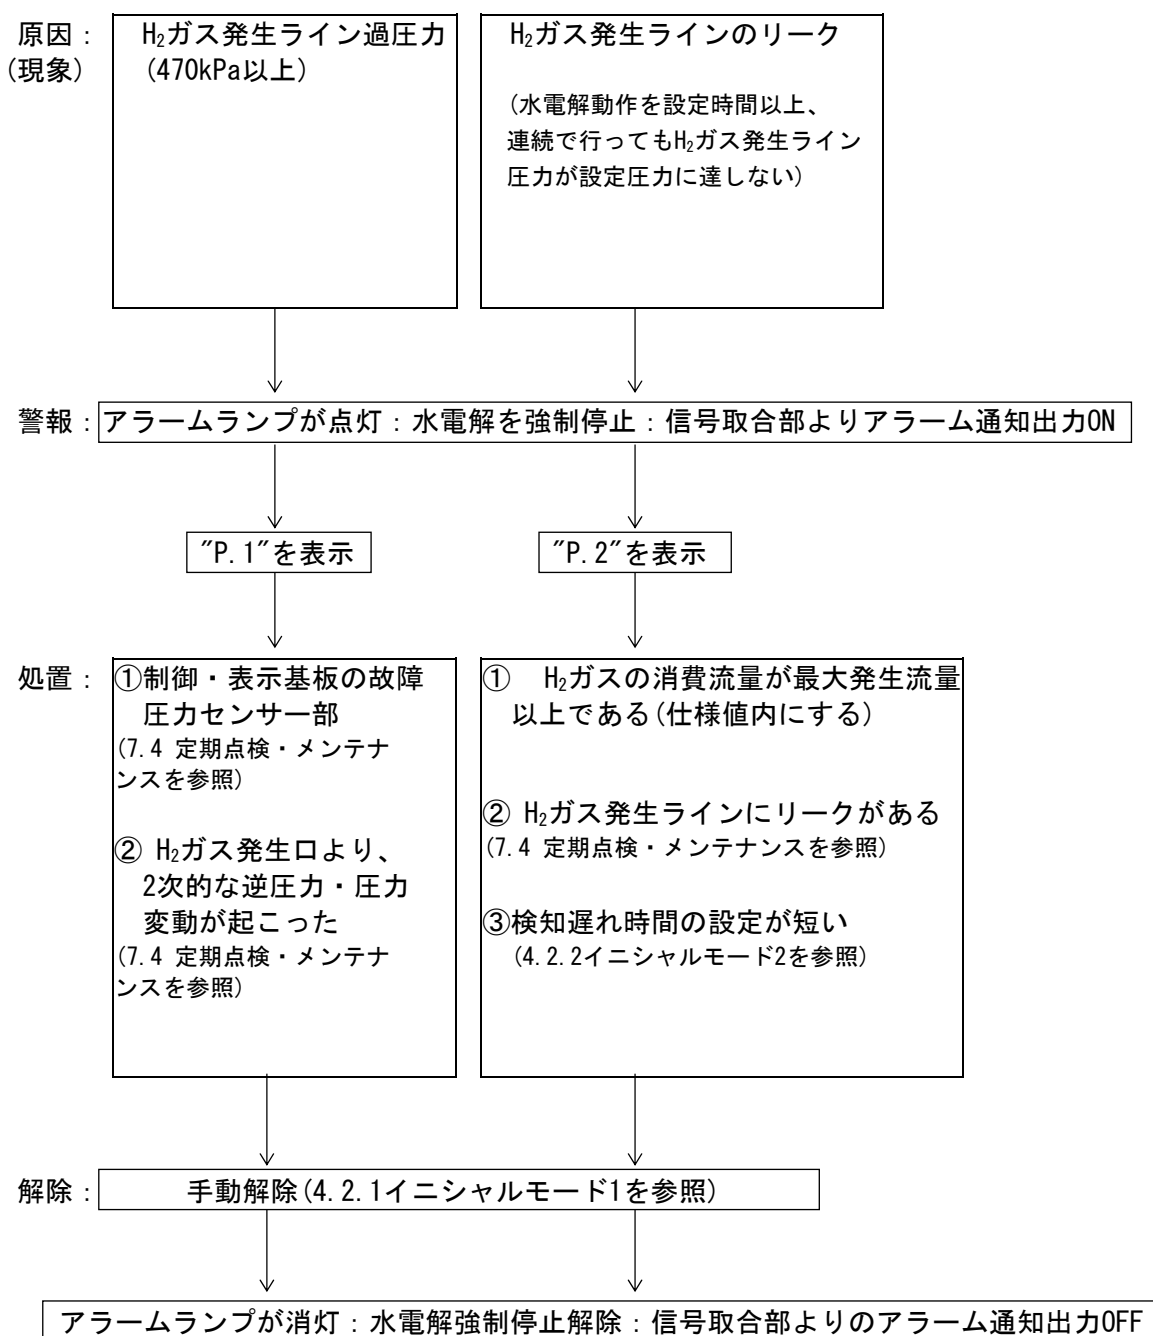 原因：
(現象)
H₂ガス発生ライン過圧力
(470kPa以上)
H₂ガス発生ラインのリーク
(水電解動作を設定時間以上、
連続で行ってもH₂ガス発生ライン
圧力が設定圧力に達しない)
警報：
アラームランプが点灯：水電解を強制停止：信号取合部よりアラーム通知出力ON
"P.1"を表示
"P.2"を表示
処置：
①制御・表示基板の故障
圧力センサー部
(7.4 定期点検・メンテナ
ンスを参照)
② H₂ガス発生口より、
2次的な逆圧力・圧力
変動が起こった
(7.4 定期点検・メンテナ
ンスを参照)
① H₂ガスの消費流量が最大発生流量
以上である(仕様値内にする)
② H₂ガス発生ラインにリークがある
(7.4 定期点検・メンテナンスを参照)
③検知遅れ時間の設定が短い
(4.2.2イニシャルモード2を参照)
解除：
手動解除(4.2.1イニシャルモード1を参照)
アラームランプが消灯：水電解強制停止解除：信号取合部よりのアラーム通知出力OFF